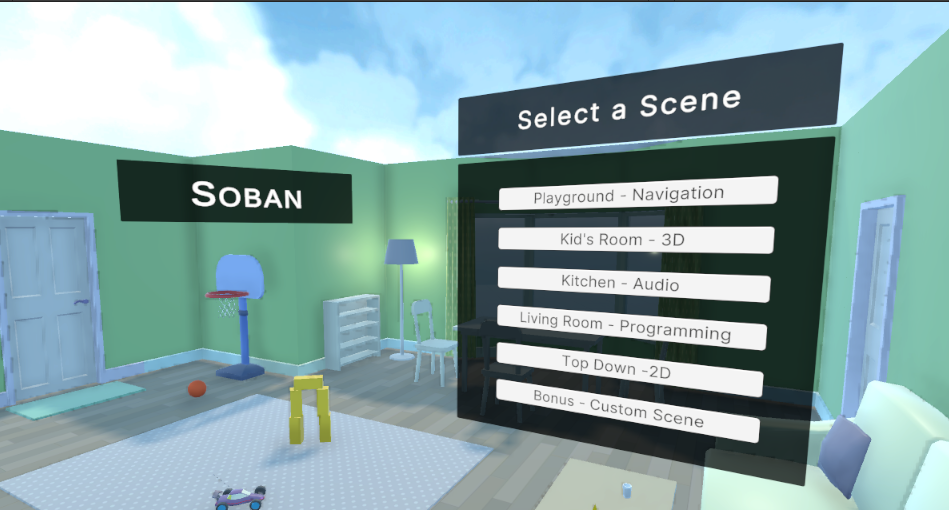 Select a Scene
SOBAN
Playground - Navigation
Kid's Room - 3D
Kitchen - Audio
Living Room - Programming
Top Down -2D
Bonus - Custom Scene